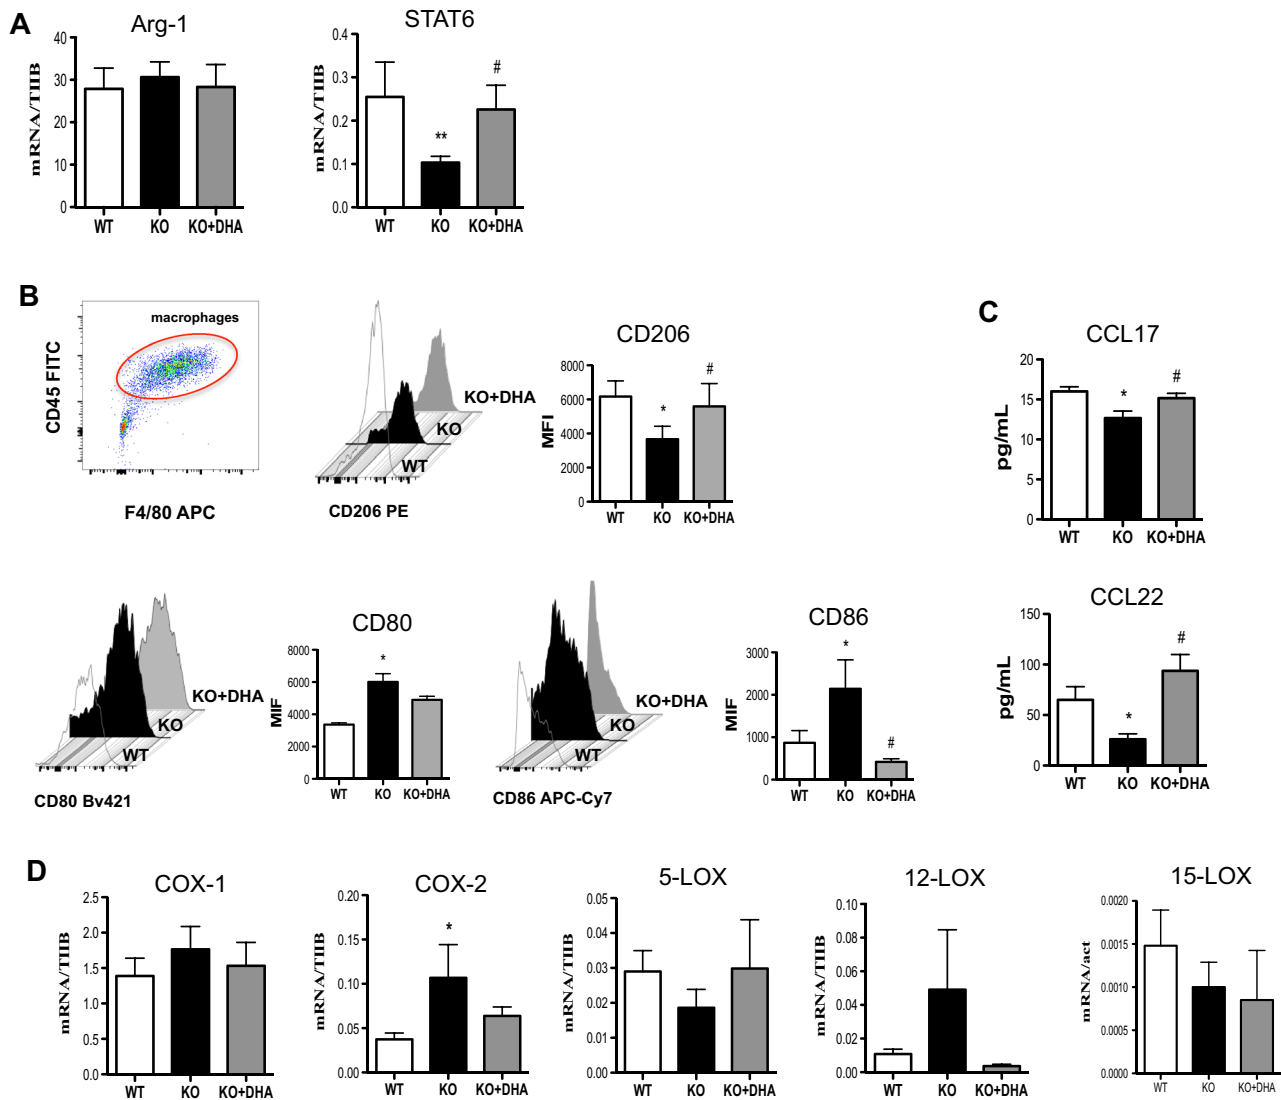 A
Arg-1
mRNA/TIIB
40
30
20
10
0
WT KO KO+DHA
STAT6
mRNA/TIIB
0.4
0.3
0.2
0.1
0.0
**
#
WT KO KO+DHA
B
macrophages
CD45 FITC
F4/80 APC
KO+DHA
KO
WT
CD206 PE
CD206
MFI
8000
6000
4000
2000
0
*
#
WT KO KO+DHA
C
CCL17
pg/mL
20
15
10
5
0
*
#
WT KO KO+DHA
KO+DHA
KO
WT
CD80 Bv421
CD80
MIF
8000
6000
4000
2000
0
*
WT KO KO+DHA
KO+DHA
KO
WT
CD86 APC-Cy7
CD86
MIF
3000
2000
1000
0
*
#
WT KO KO+DHA
CCL22
pg/mL
150
100
50
0
*
#
WT KO KO+DHA
D
COX-1
mRNA/TIIB
2.5
2.0
1.5
1.0
0.5
0.0
WT KO KO+DHA
COX-2
mRNA/TIIB
0.20
0.15
0.10
0.05
0.00
*
WT KO KO+DHA
5-LOX
mRNA/TIIB
0.05
0.04
0.03
0.02
0.01
0.00
WT KO KO+DHA
12-LOX
mRNA/TIIB
0.10
0.08
0.06
0.04
0.02
0.00
WT KO KO+DHA
15-LOX
mRNA/act
0.0020
0.0015
0.0010
0.0005
0.0000
WT KO KO+DHA